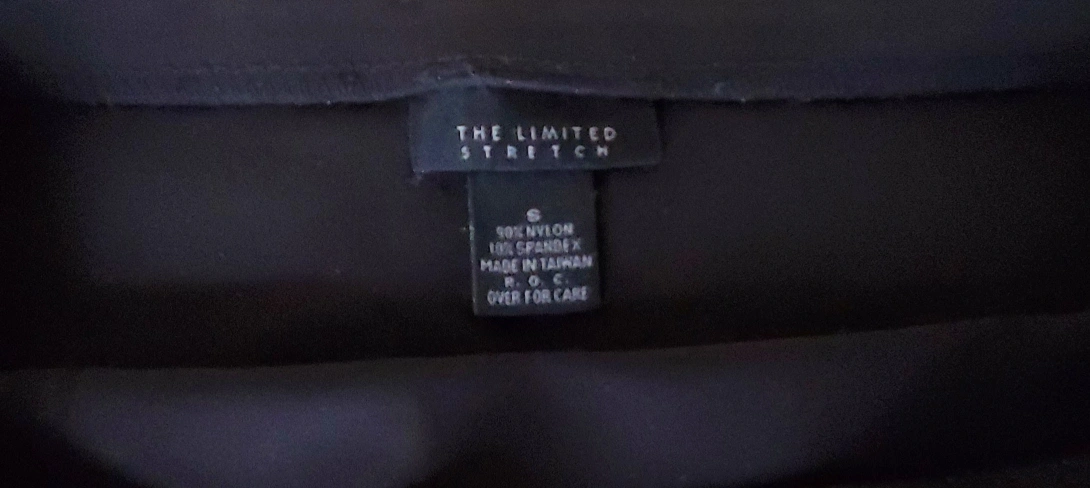 THE LIMITED
STRETCH
S
90% NYLON
10% SPANDEX
MADE IN TAIWAN
R. O. C.
OVER FOR CARE